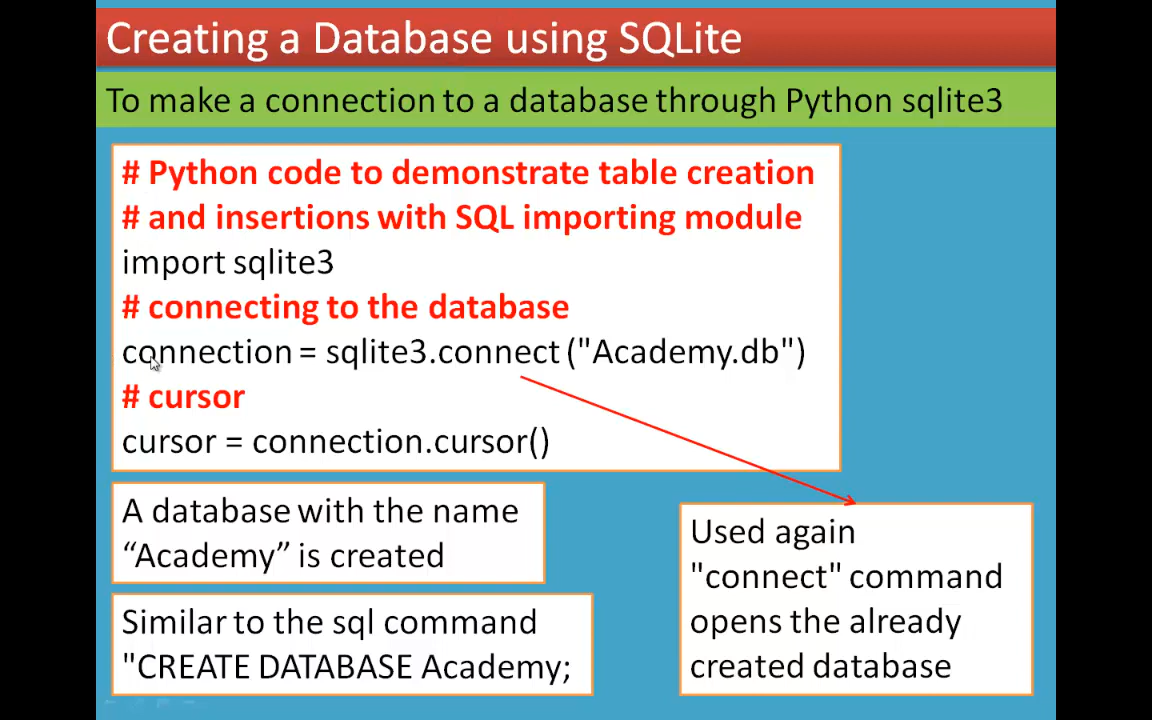 Creating a Database using SQLite
To make a connection to a database through Python sqlite3
# Python code to demonstrate table creation
# and insertions with SQL importing module
import sqlite3
# connecting to the database
connection = sqlite3.connect ("Academy.db")
# cursor
cursor = connection.cursor()
A database with the name
“Academy” is created
Similar to the sql command
"CREATE DATABASE Academy;
Used again
"connect" command
opens the already
created database